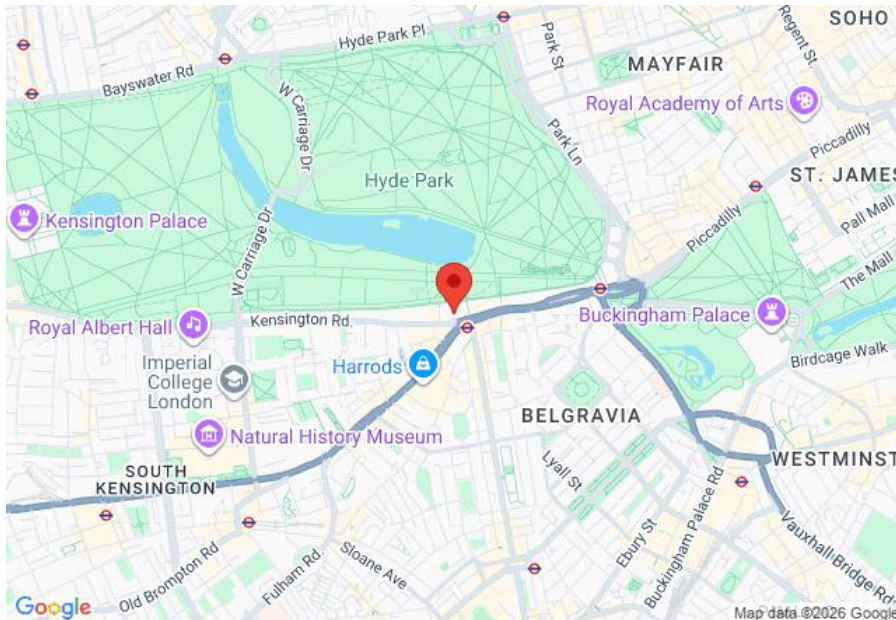 SOHO
Hyde Park Pl
Park St
Regent St.
MAYFAIR
Bayswater Rd
W Carriage Dr
Royal Academy of Arts
Park Ln
Piccadilly
Hyde Park
ST. JAMES
Kensington Palace
W Carriage Dr
Piccadilly
Pall Mall
The Mall
Royal Albert Hall
Kensington Rd.
Buckingham Palace
Birdcage Walk
Imperial
College
London
Harrods
BELGRAVIA
Natural History Museum
Lyall St
WESTMINST
SOUTH
KENSINGTON
Ebury St
Buckingham Palace Rd
Vauxhall Bridge Rd
Old Brompton Rd
Fulham Rd.
Sloane Ave
Google
Map data ©2026 Google